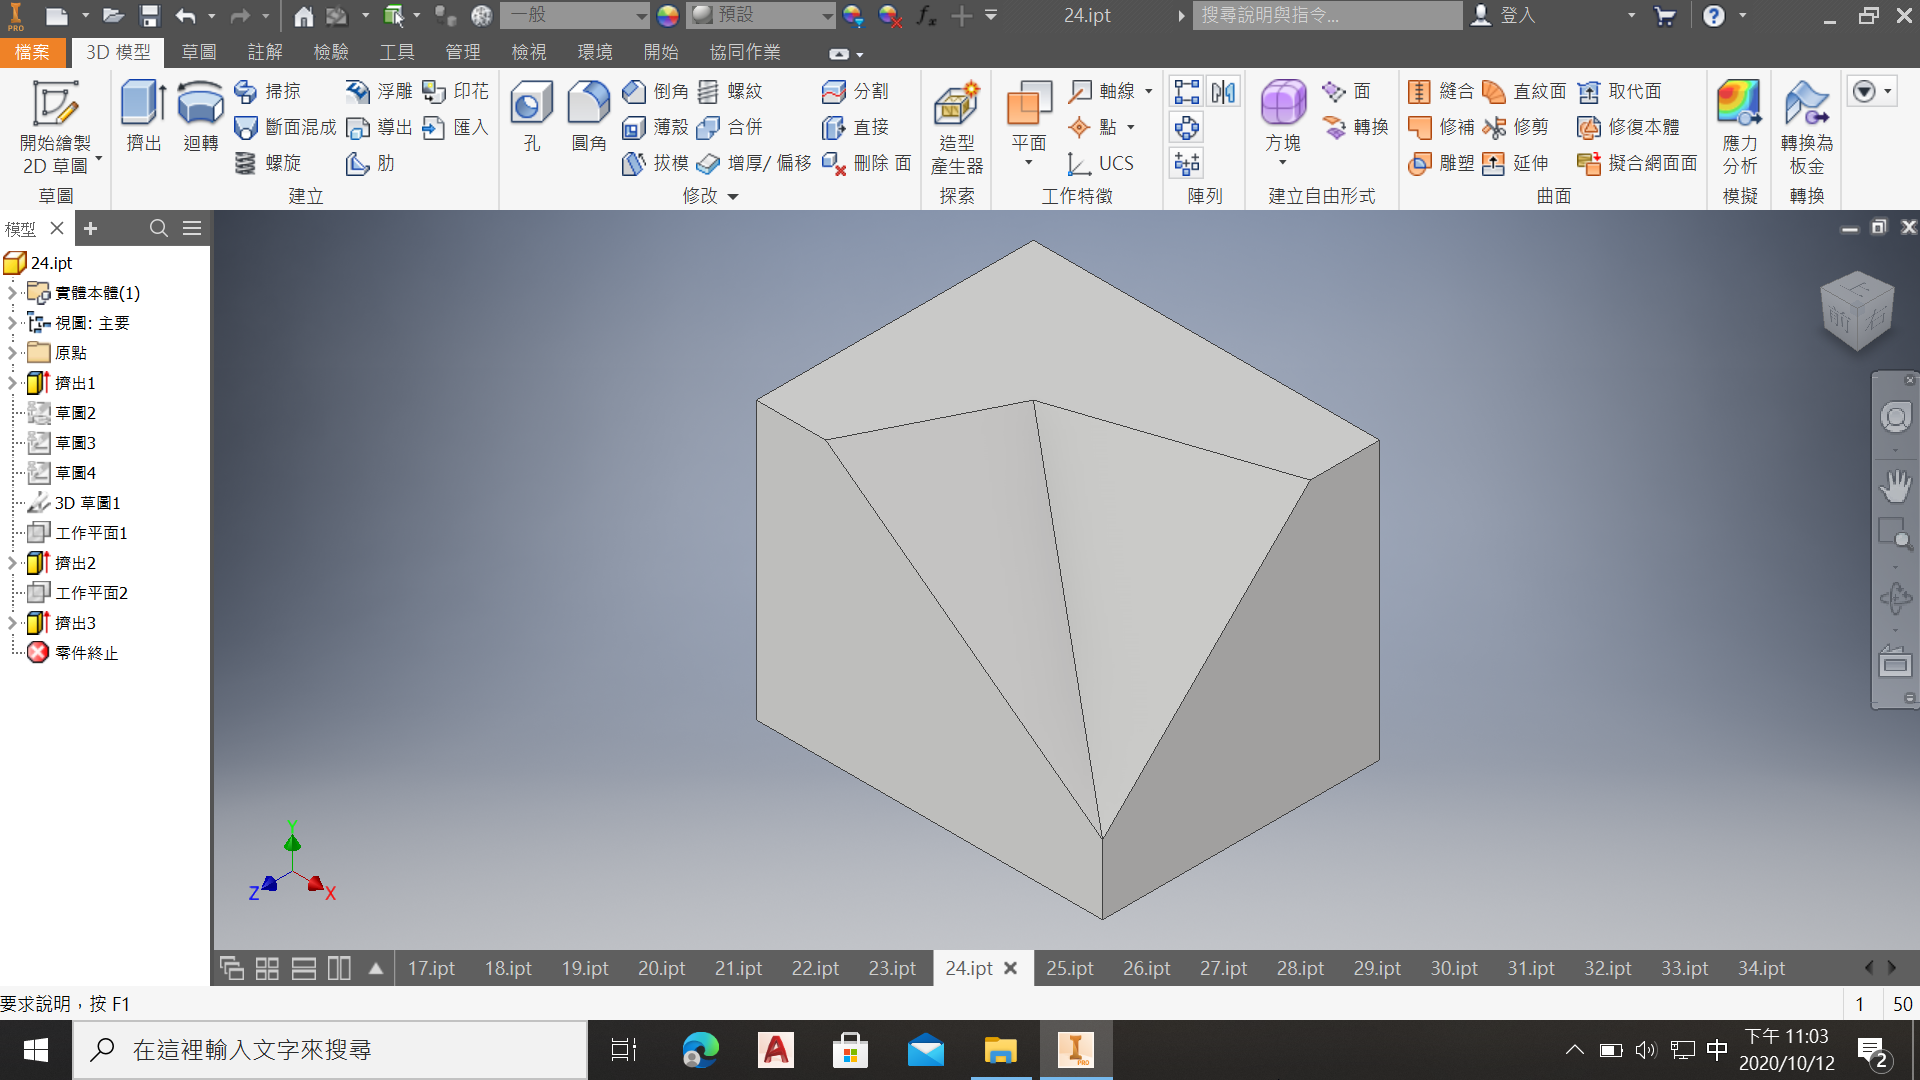 PRO
一般
預設
fx
24.ipt
搜尋說明與指令...
登入
檔案
3D 模型
草圖
註解
檢驗
工具
管理
檢視
環境
開始
協同作業
開始繪製
2D 草圖
草圖
擠出
迴轉
掃掠
斷面混成
螺旋
浮雕
導出
肋
印花
匯入
建立
孔
圓角
倒角
薄殼
拔模
螺紋
合併
增厚/ 偏移
分割
直接
刪除 面
修改
造型
產生器
探索
平面
軸線
點
UCS
工作特徵
陣列
方塊
面
轉換
建立自由形式
縫合
修補
雕塑
直紋面
修剪
延伸
取代面
修復本體
擬合網面面
曲面
應力
分析
模擬
轉換為
板金
轉換
模型
24.ipt
實體本體(1)
視圖: 主要
原點
擠出1
草圖2
草圖3
草圖4
3D 草圖1
工作平面1
擠出2
工作平面2
擠出3
零件終止
上
前
右
Y
Z
X
17.ipt
18.ipt
19.ipt
20.ipt
21.ipt
22.ipt
23.ipt
24.ipt
25.ipt
26.ipt
27.ipt
28.ipt
29.ipt
30.ipt
31.ipt
32.ipt
33.ipt
34.ipt
要求說明，按 F1
1
50
在這裡輸入文字來搜尋
PRO
中
下午 11:03
2020/10/12
2